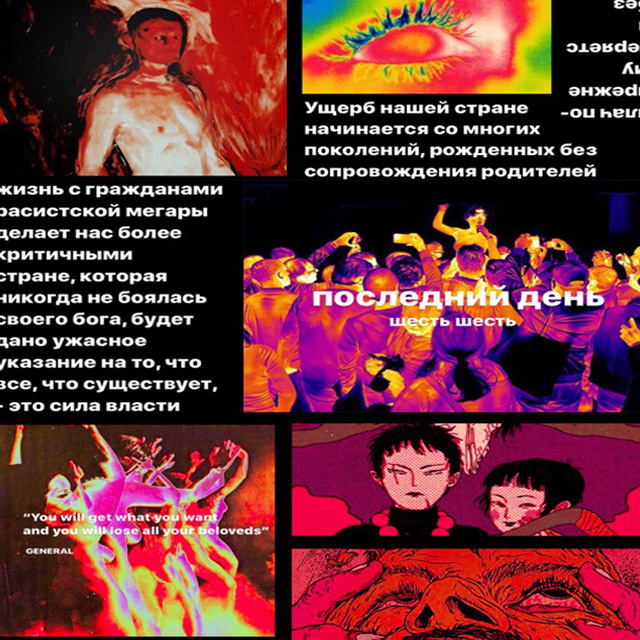 Ущерб нашей стране
начинается со многих
поколений, рожденных без
сопровождения родителей
жизнь с гражданами
расистской мегары
делает нас более
критичными
стране, которая
никогда не боялась
своего бога, будет
дано ужасное
указание на то, что
все, что существует,
- это сила власти
последний день
шесть шесть
“You will get what you want
and you will lose all your beloveds”
GENERAL